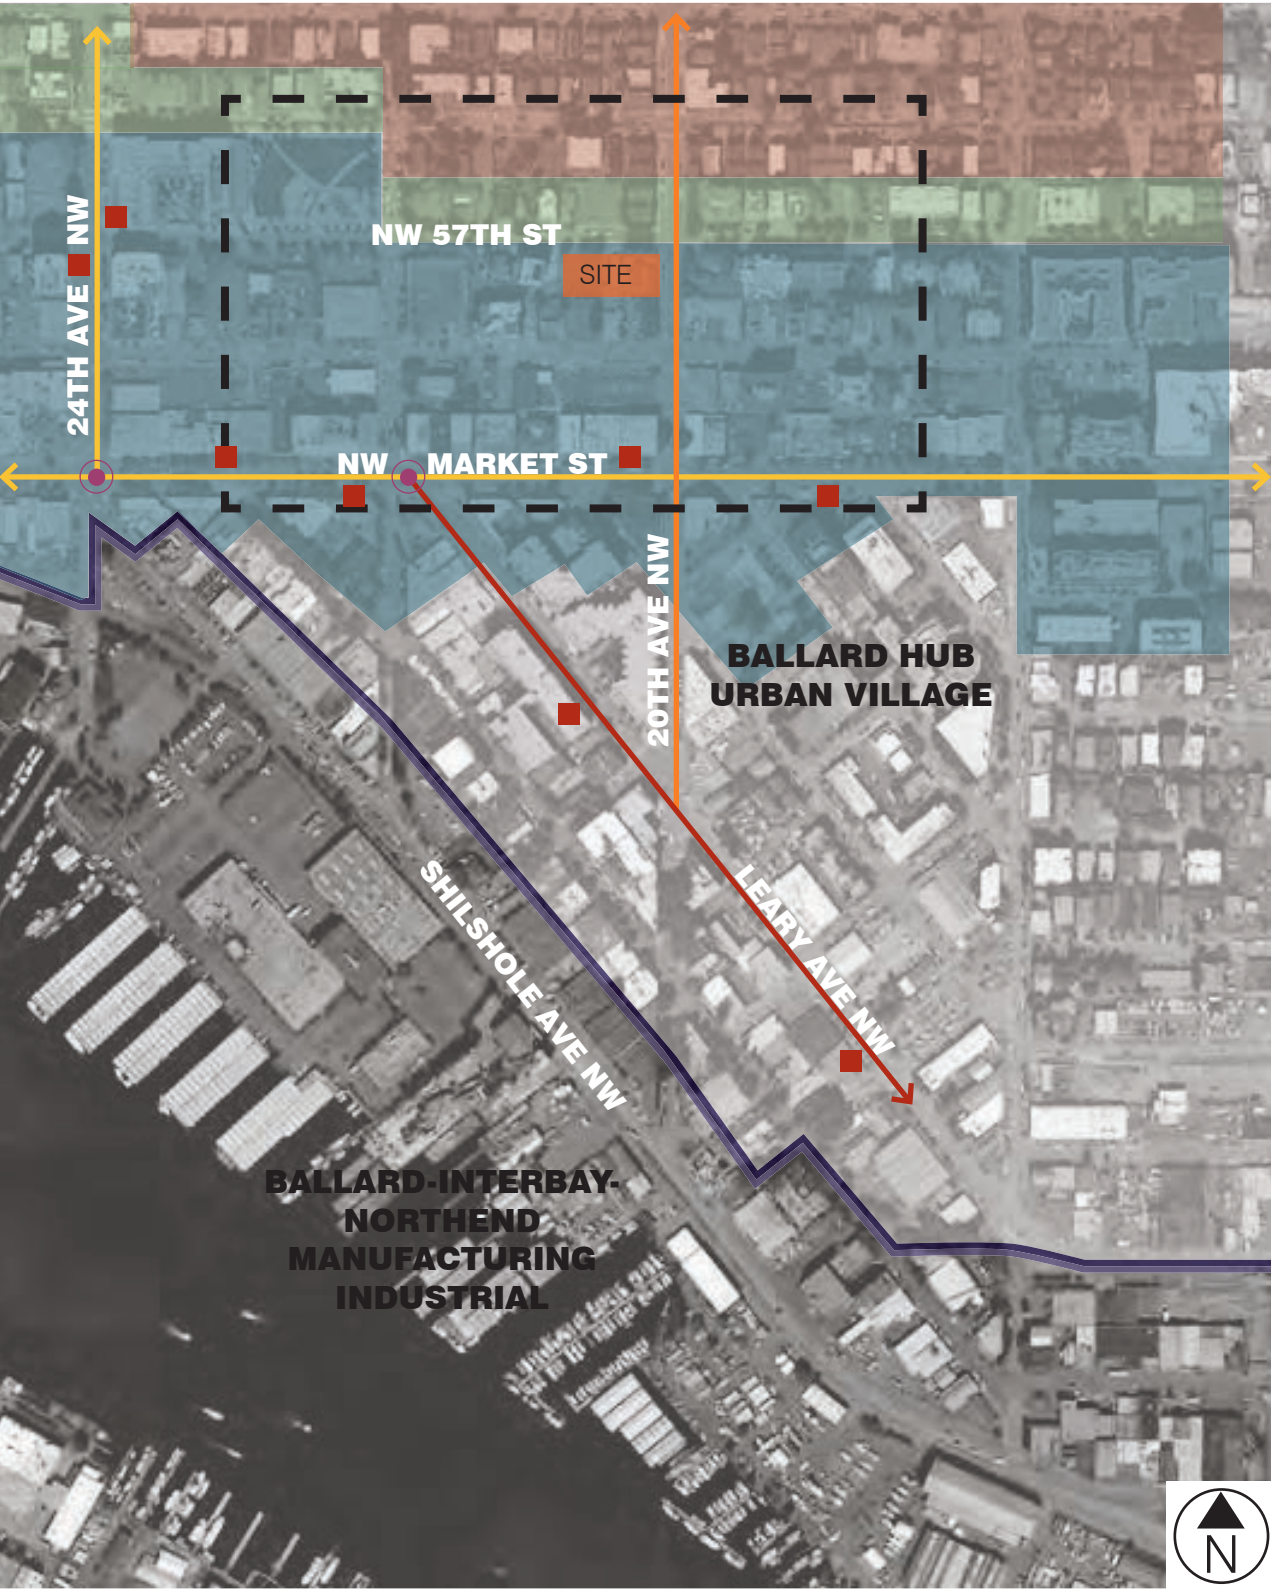 NW 57TH ST
SITE
24TH AVE NW
NW MARKET ST
20TH AVE NW
BALLARD HUB
URBAN VILLAGE
LEARY AVE NW
SHILSHOLE AVE NW
BALLARD-INTERBAY-
NORTHEND
MANUFACTURING
INDUSTRIAL
N